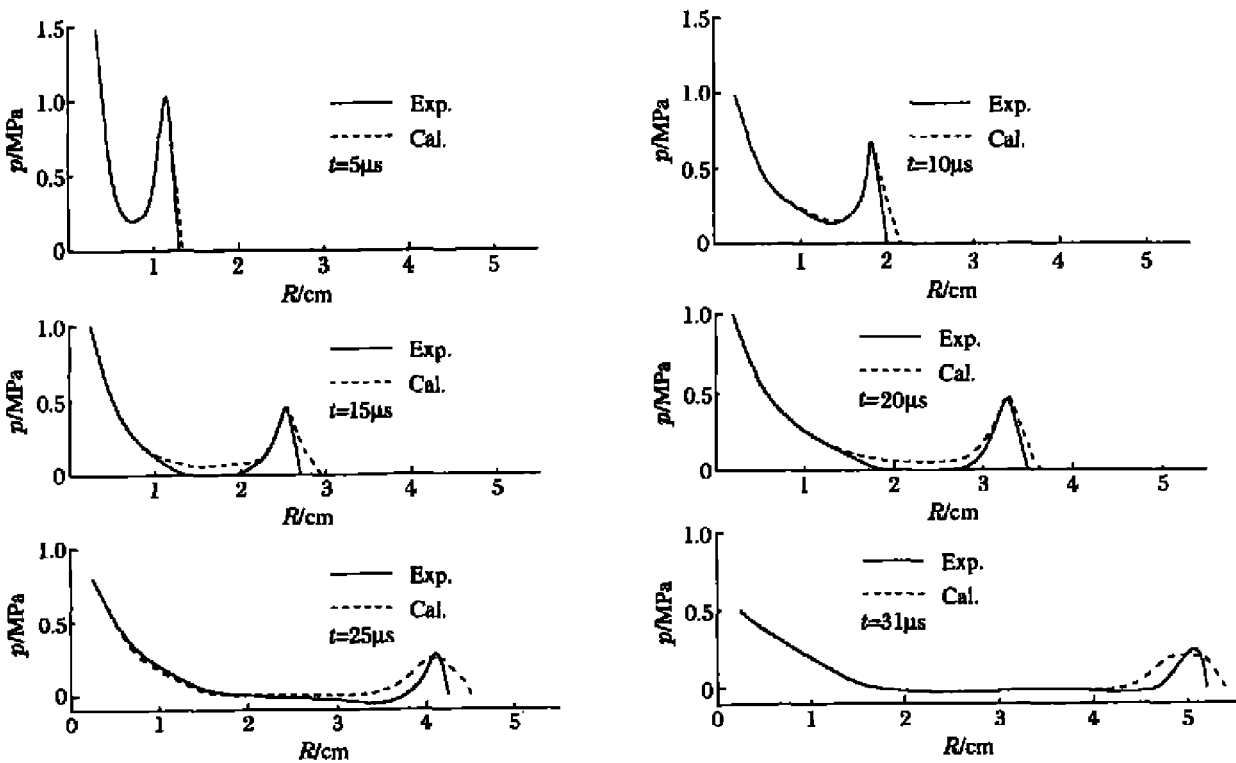 1.5
1.0
0.5
0
p/MPa
Exp.
Cal.
t=5μs
1 2 3 4 5
R/cm
1.5
1.0
0.5
0
p/MPa
Exp.
Cal.
t=10μs
1 2 3 4 5
R/cm
1.0
0.5
0
p/MPa
Exp.
Cal.
t=15μs
1 2 3 4 5
R/cm
1.0
0.5
0
p/MPa
Exp.
Cal.
t=20μs
1 2 3 4 5
R/cm
1.0
0.5
0
p/MPa
Exp.
Cal.
t=25μs
0 1 2 3 4 5
R/cm
1.0
0.5
0
p/MPa
Exp.
Cal.
t=31μs
0 1 2 3 4 5
R/cm